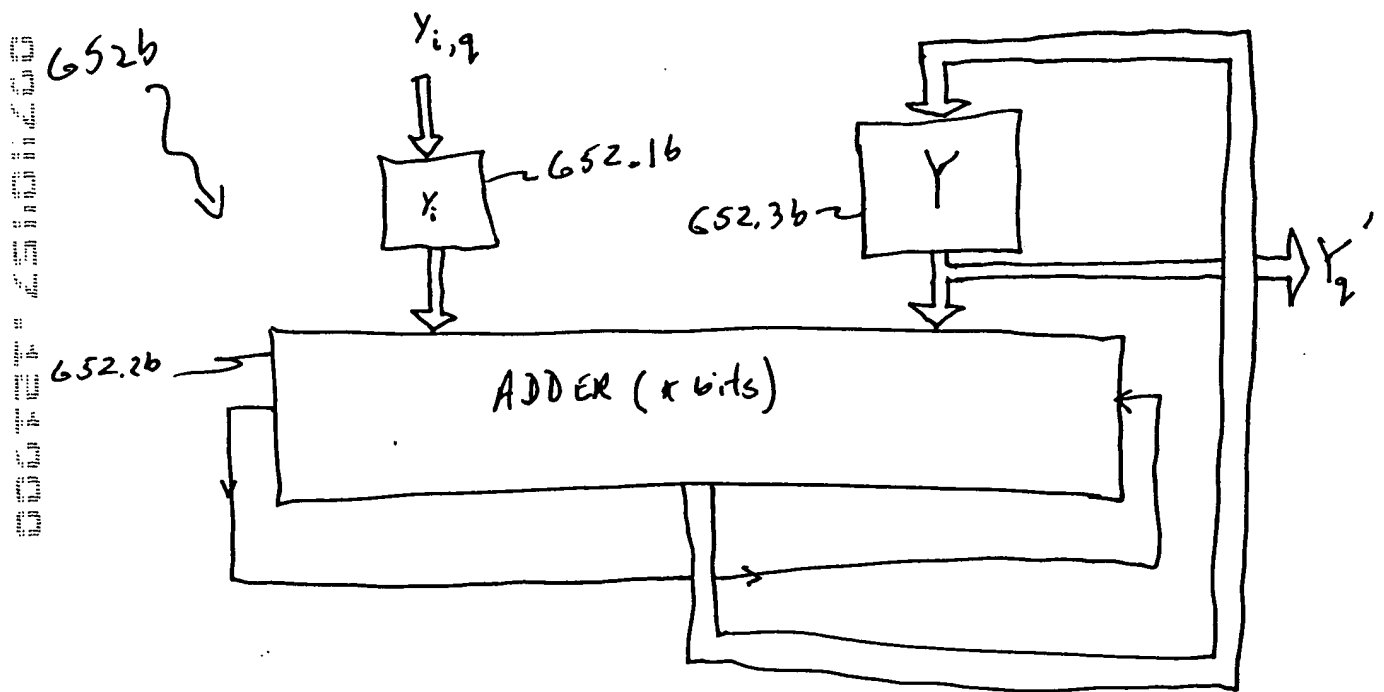 652b
Y_{i,q}
652.1b
Y_i
Y
652.3b
Y_q'
652.2b
ADDER (* bits)